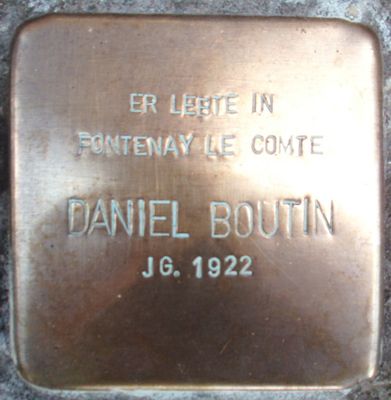 ER LEBTE IN
FONTENAY LE COMTE
DANIEL BOUTIN
JG. 1922